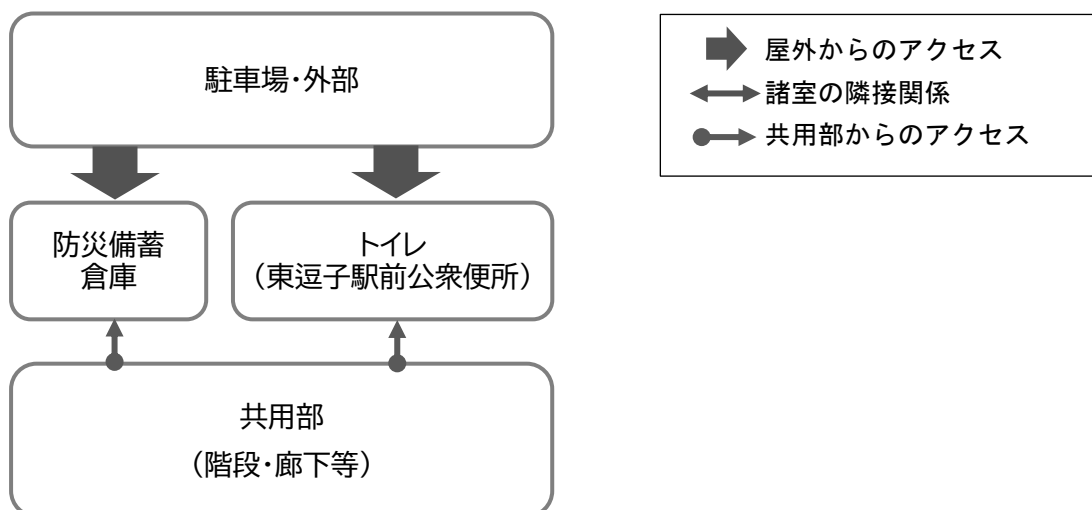 駐車場・外部
屋外からのアクセス
諸室の隣接関係
共用部からのアクセス
防災備蓄
倉庫
トイレ
（東逗子駅前公衆便所）
共用部
（階段・廊下等）